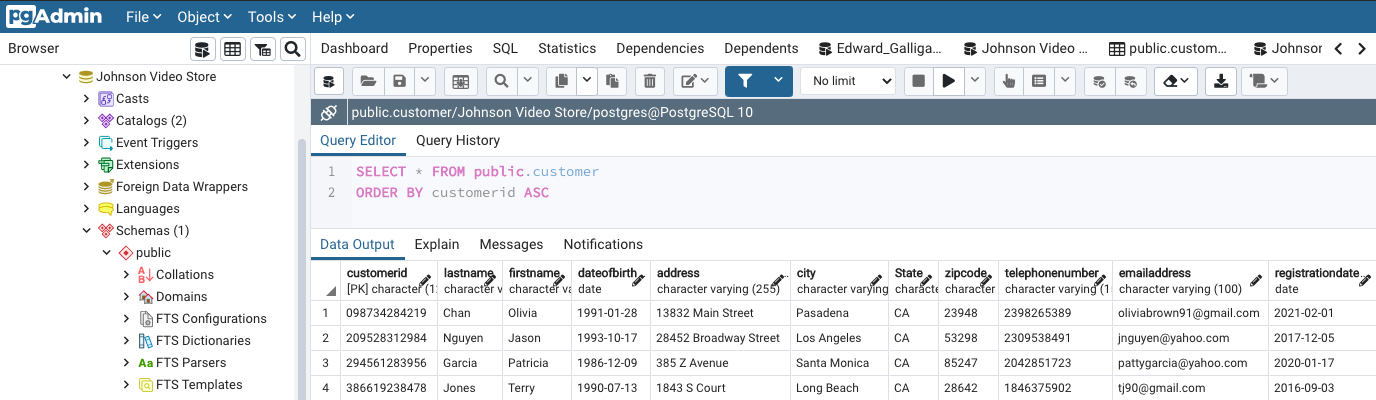 pgAdmin File Object Tools Help
Browser
Dashboard Properties SQL Statistics Dependencies Dependents Edward_Galliga... Johnson Video ... public.custom... Johnson
No limit
public.customer/Johnson Video Store/postgres@PostgreSQL 10
Johnson Video Store
Casts
Catalogs (2)
Event Triggers
Extensions
Foreign Data Wrappers
Languages
Schemas (1)
public
Collations
Domains
FTS Configurations
FTS Dictionaries
FTS Parsers
FTS Templates
Query Editor Query History
1 SELECT * FROM public.customer
2 ORDER BY customerid ASC
Data Output Explain Messages Notifications
customerid lastname firstname dateofbirth address city State zipcode telephonenumber emailaddress registrationdate
[PK] character (1 character v character va date character varying (255) character varying characte character character varying (1 character varying (100) date
1 098734284219 Chan Olivia 1991-01-28 13832 Main Street Pasadena CA 23948 2398265389 oliviabrown91@gmail.com 2021-02-01
2 209528312984 Nguyen Jason 1993-10-17 28452 Broadway Street Los Angeles CA 53298 2309538491 jnguyen@yahoo.com 2017-12-05
3 294561283956 Garcia Patricia 1986-12-09 385 Z Avenue Santa Monica CA 85247 2042851723 pattygarcia@yahoo.com 2020-01-17
4 386619238478 Jones Terry 1990-07-13 1843 S Court Long Beach CA 28642 1846375902 tj90@gmail.com 2016-09-03